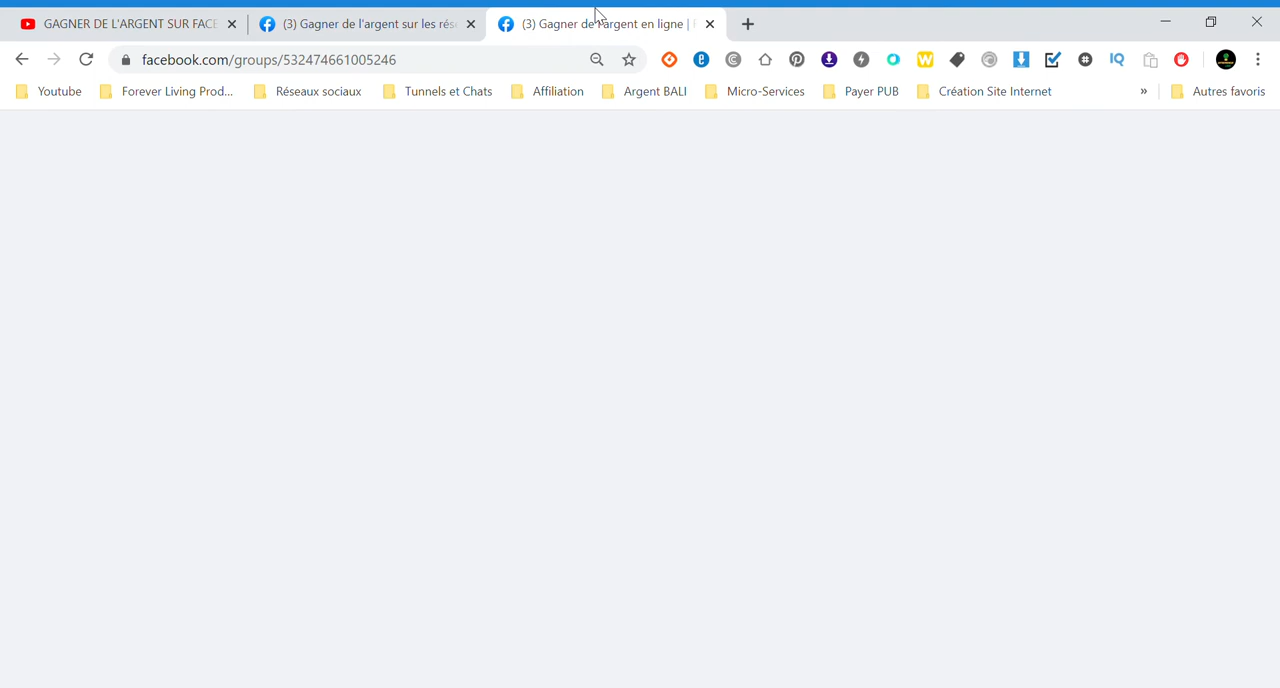 GAGNER DE L'ARGENT SUR FACE
(3) Gagner de l'argent sur les rés
(3) Gagner de l'argent en ligne |
facebook.com/groups/532474661005246
Youtube
Forever Living Prod...
Réseaux sociaux
Tunnels et Chats
Affiliation
Argent BALI
Micro-Services
Payer PUB
Création Site Internet
»
Autres favoris